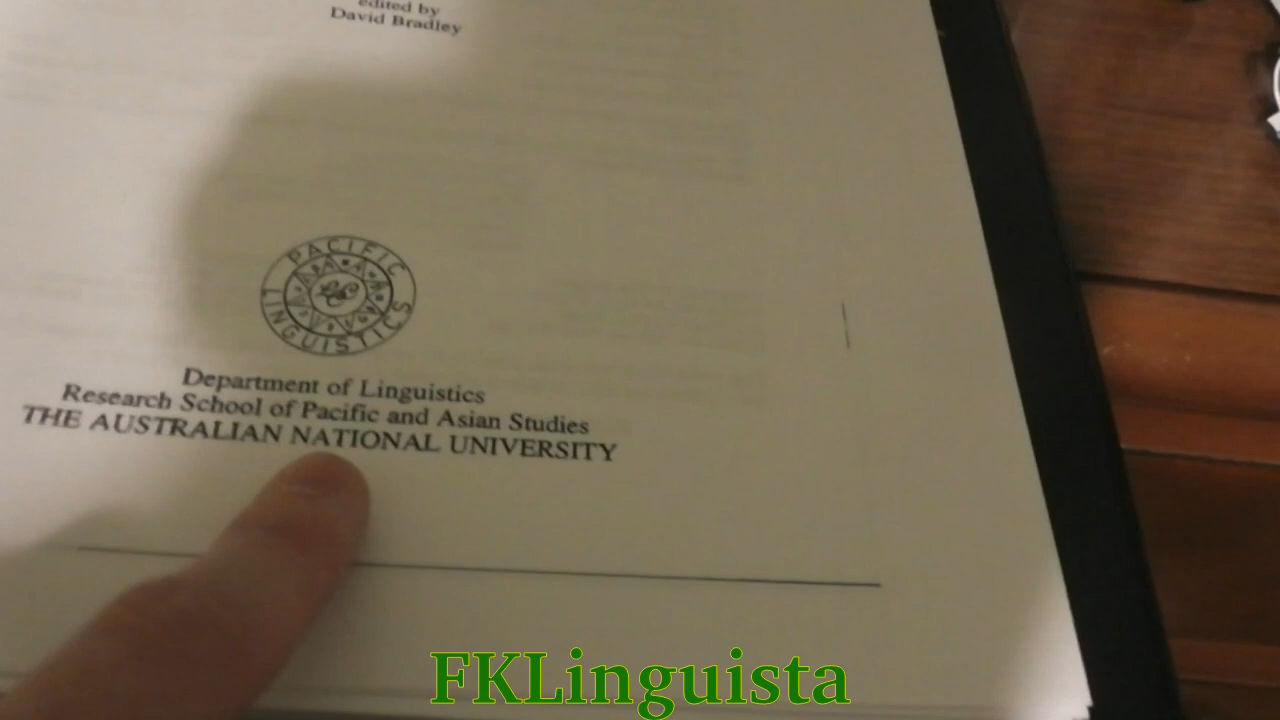 edited by
David Bradley
PACIFIC
LINGUISTICS
Department of Linguistics
Research School of Pacific and Asian Studies
THE AUSTRALIAN NATIONAL UNIVERSITY
FKLinguista